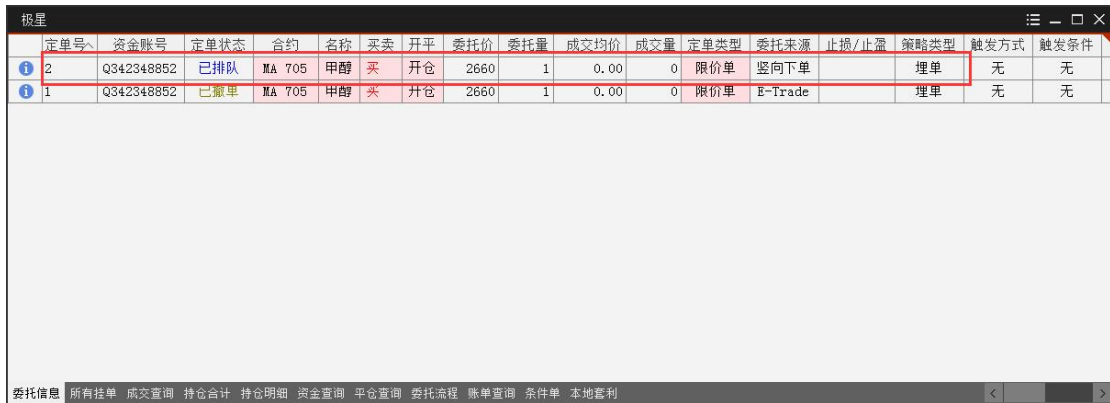 极星
定单号 资金账号 定单状态 合约 名称 买卖 开平 委托价 委托量 成交均价 成交量 定单类型 委托来源 止损/止盈 策略类型 触发方式 触发条件
2 Q342348852 已排队 MA 705 甲醇 买 开仓 2660 1 0.00 0 限价单 竖向下单 埋单 无 无
1 Q342348852 已撤单 MA 705 甲醇 买 开仓 2660 1 0.00 0 限价单 E-Trade 埋单 无 无
委托信息 所有挂单 成交查询 持仓合计 持仓明细 资金查询 平仓查询 委托流程 账单查询 条件单 本地套利